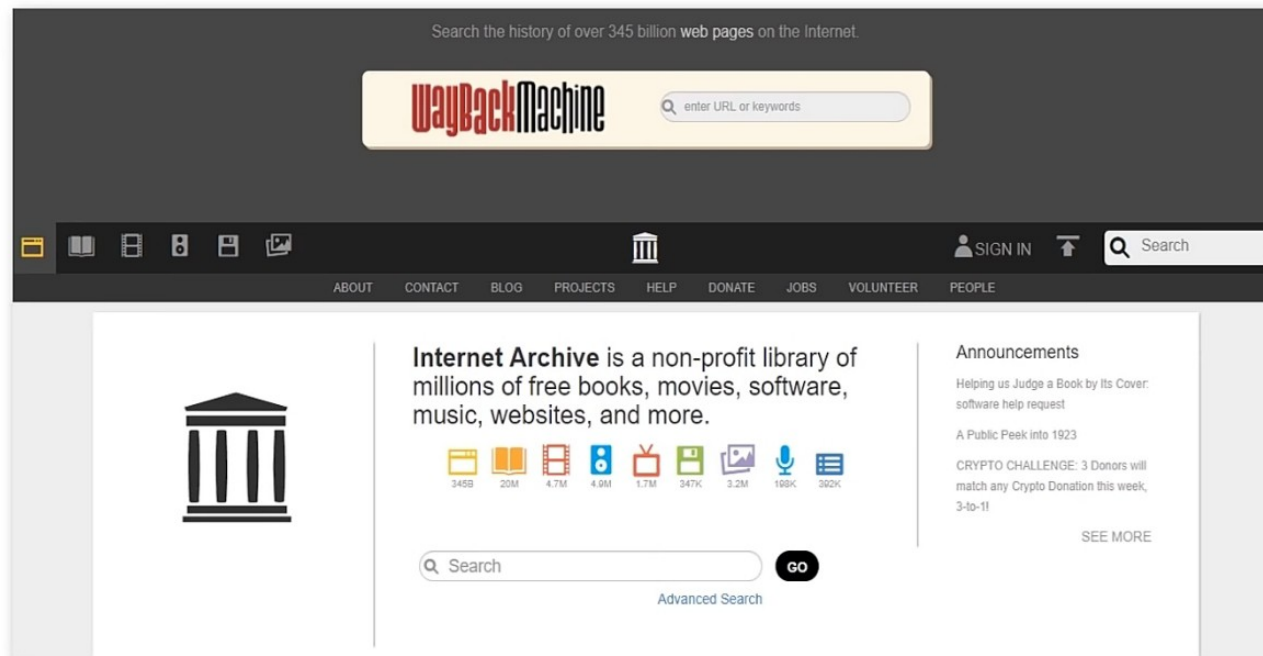 Search the history of over 345 billion web pages on the Internet.
WayBackMachine
enter URL or keywords
SIGN IN
Search
ABOUT CONTACT BLOG PROJECTS HELP DONATE JOBS VOLUNTEER PEOPLE
Internet Archive is a non-profit library of
millions of free books, movies, software,
music, websites, and more.
345B 20M 4.7M 4.9M 1.7M 347K 3.2M 198K 392K
Search
GO
Advanced Search
Announcements
Helping us Judge a Book by Its Cover:
software help request
A Public Peek into 1923
CRYPTO CHALLENGE: 3 Donors will
match any Crypto Donation this week,
3-to-1!
SEE MORE